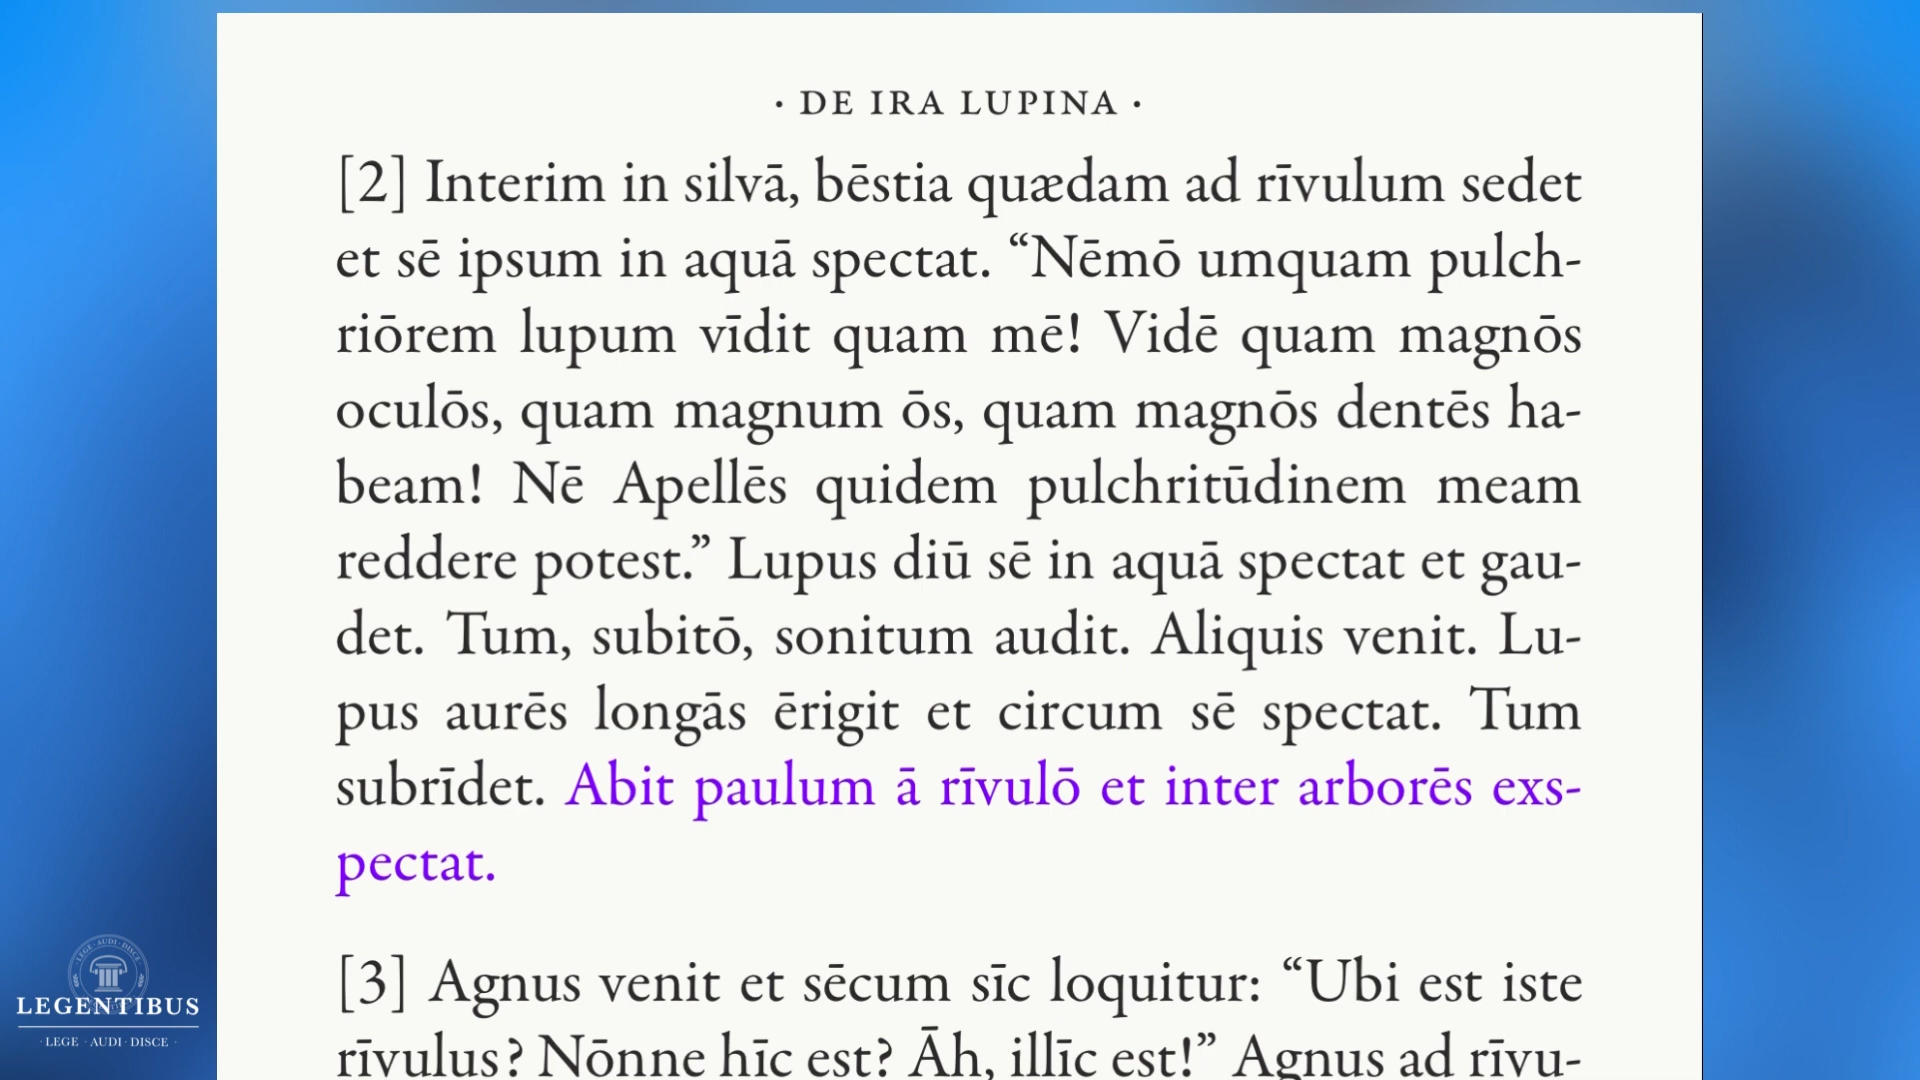 · DE IRA LUPINA ·
[2] Interim in silvā, bēstia quædam ad rīvulum sedet
et sē ipsum in aquā spectat. “Nēmō umquam pulch-
riōrem lupum vīdit quam mē! Vidē quam magnōs
oculōs, quam magnum ōs, quam magnōs dentēs ha-
beam! Nē Apellēs quidem pulchritūdinem meam
reddere potest.” Lupus diū sē in aquā spectat et gau-
det. Tum, subitō, sonitum audit. Aliquis venit. Lu-
pus aurēs longās ērigit et circum sē spectat. Tum
subrīdet. Abit paulum ā rīvulō et inter arborēs exs-
pectat.
[3] Agnus venit et sēcum sīc loquitur: “Ubi est iste
rīvulus? Nōnne hīc est? Āh, illīc est!” Agnus ad rīvu-
LEGE · AUDI · DISCE
LEGENTIBUS
· LEGE · AUDI · DISCE ·